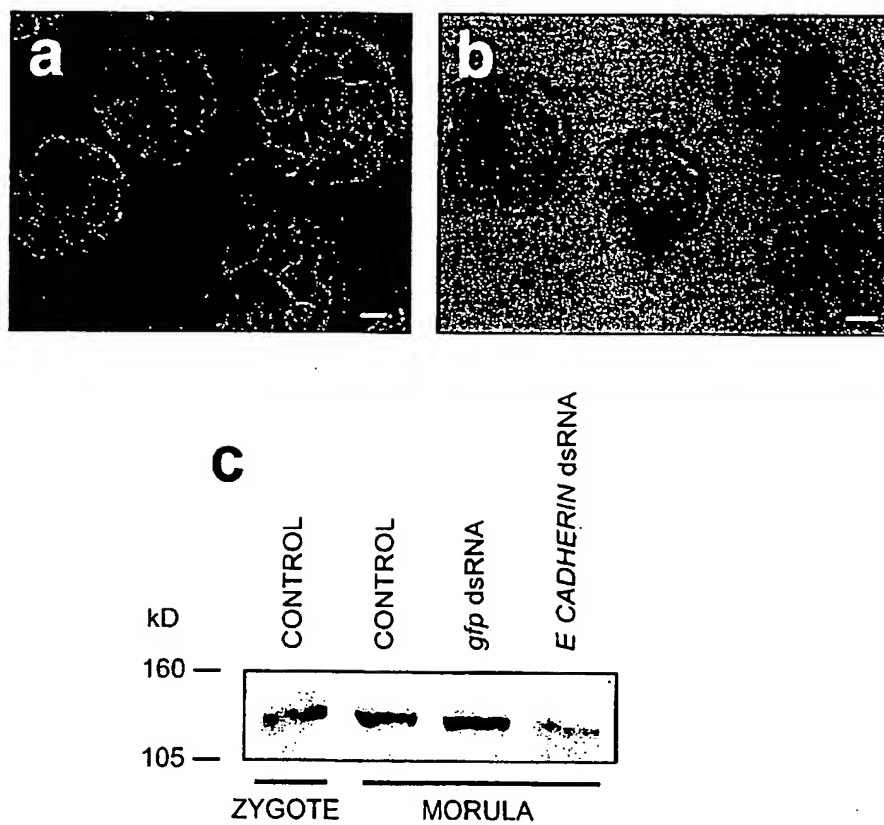 a
b
c
CONTROL
CONTROL
gfp dsRNA
E CADHERIN dsRNA
kD
160
105
ZYGOTE
MORULA